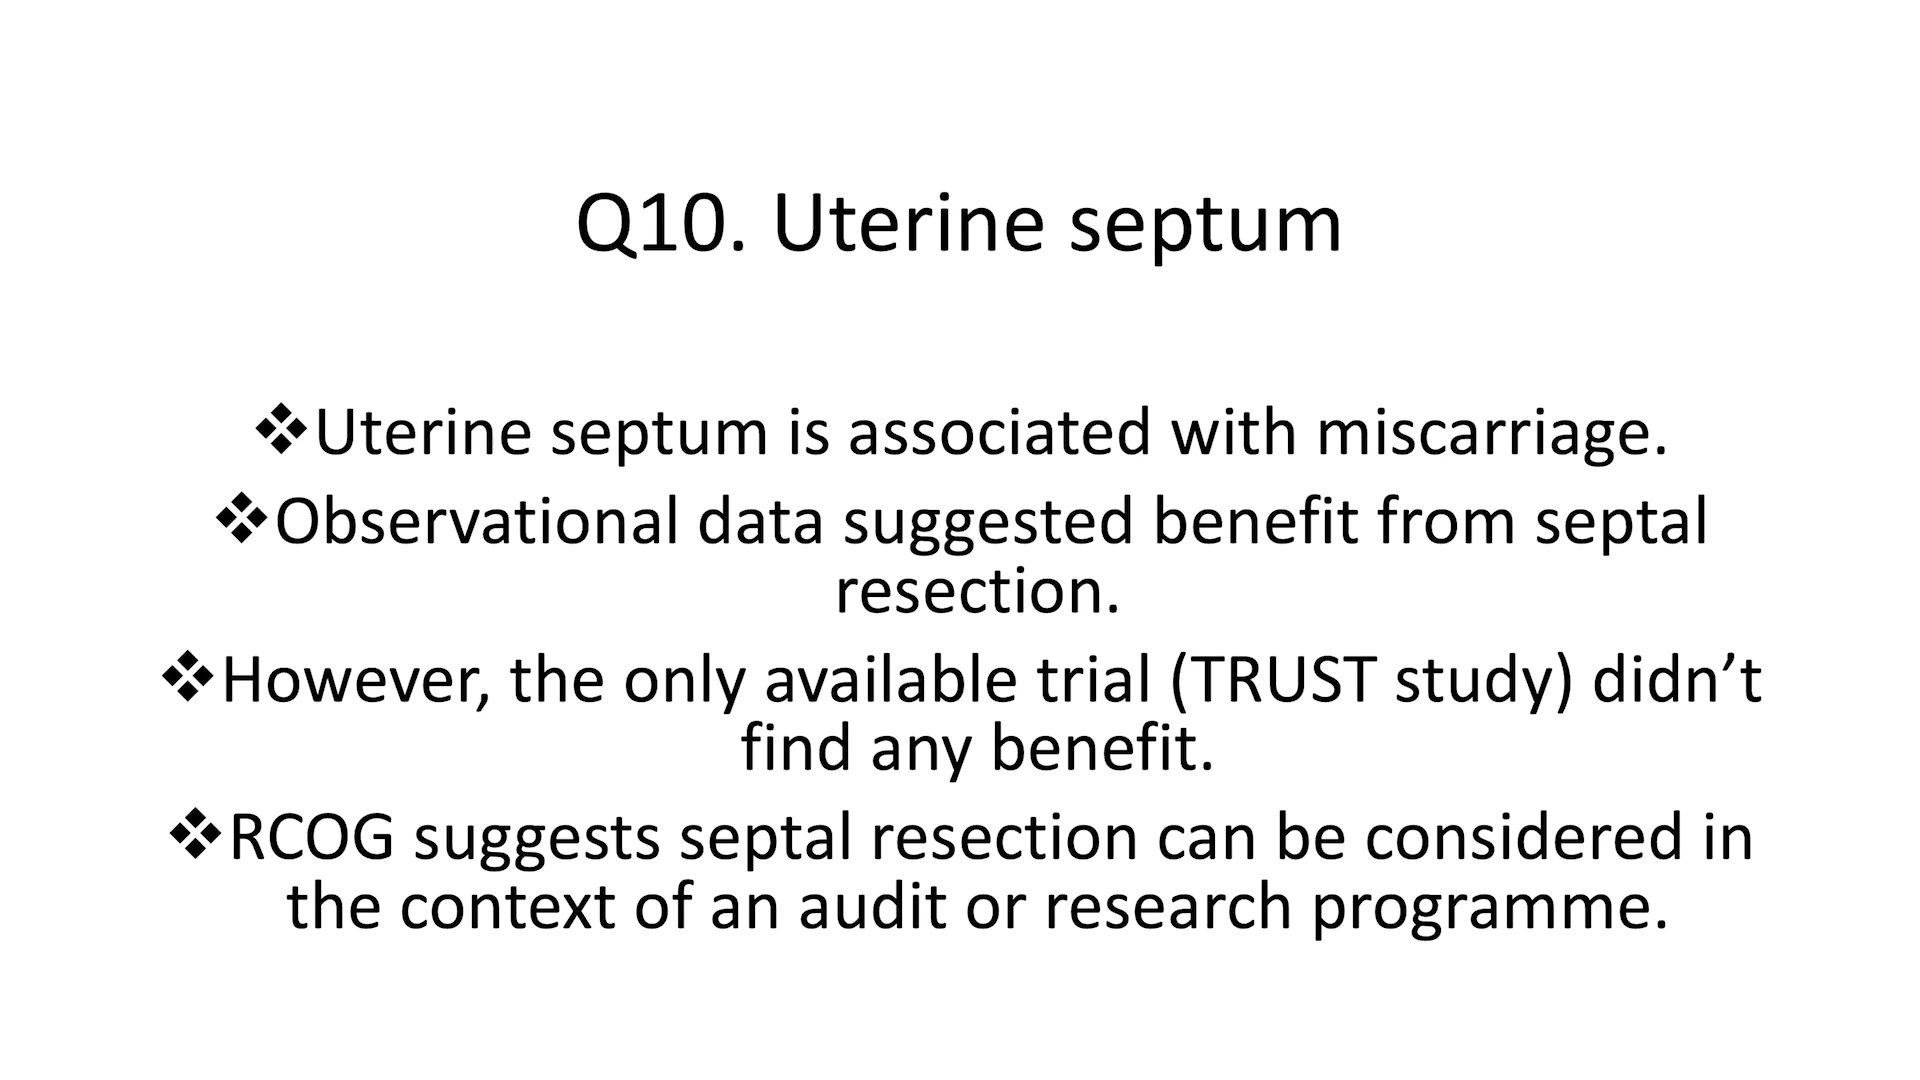 Q10. Uterine septum
❖Uterine septum is associated with miscarriage.
❖Observational data suggested benefit from septal
resection.
❖However, the only available trial (TRUST study) didn’t
find any benefit.
❖RCOG suggests septal resection can be considered in
the context of an audit or research programme.